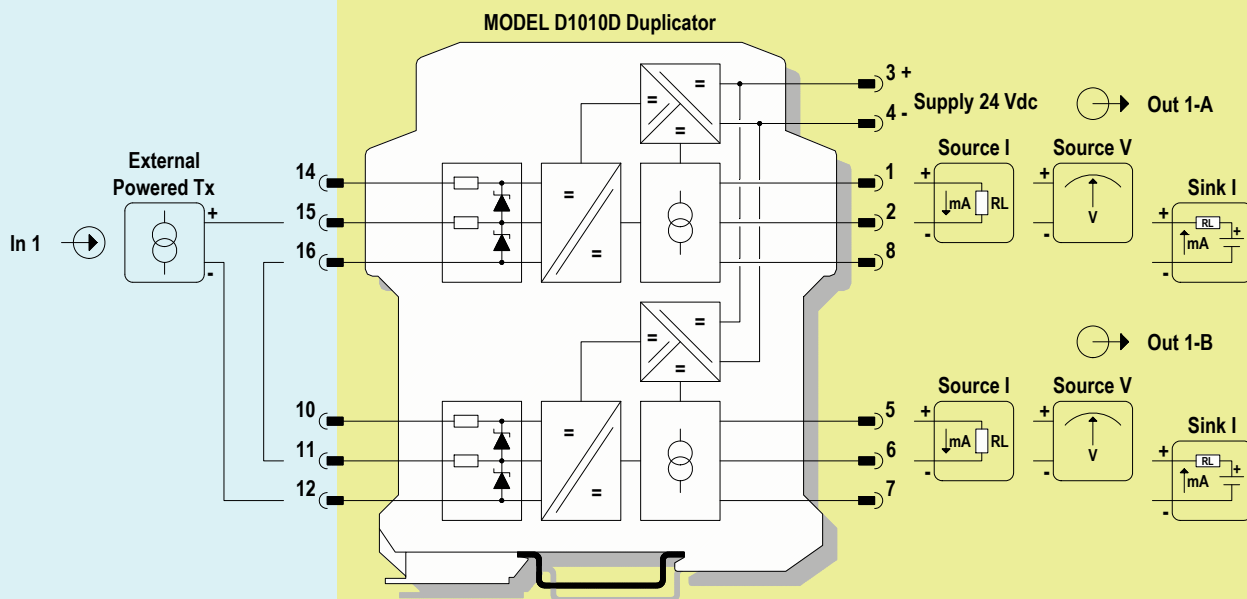 MODEL D1010D Duplicator
3 +
4 -
Supply 24 Vdc
Out 1-A
External
Powered Tx
In 1
+
-
14
15
16
=
=
=
=
=
1
2
8
Source I
+
-
mA
RL
Source V
+
-
V
Sink I
+
-
RL
mA
+
Out 1-B
10
11
12
=
=
=
=
=
5
6
7
Source I
+
-
mA
RL
Source V
+
-
V
Sink I
+
-
RL
mA
+